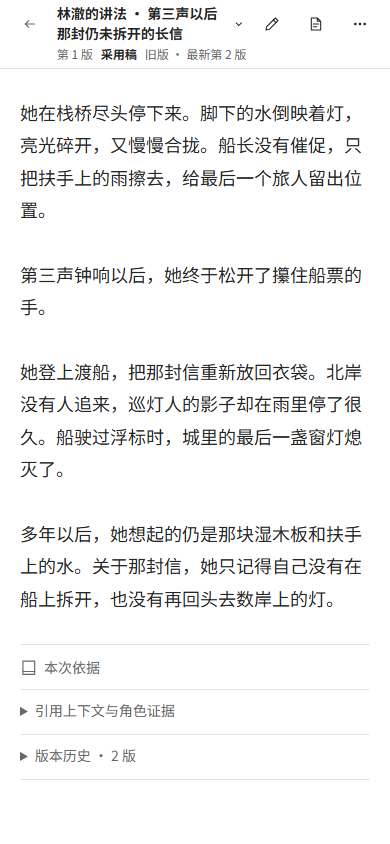 林澈的讲法 · 第三声以后
那封仍未拆开的长信
第 1 版 采用稿 旧版 · 最新第 2 版
她在栈桥尽头停下来。脚下的水倒映着灯，
亮光碎开，又慢慢合拢。船长没有催促，只
把扶手上的雨擦去，给最后一个旅人留出位
置。
第三声钟响以后，她终于松开了攥住船票的
手。
她登上渡船，把那封信重新放回衣袋。北岸
没有人追来，巡灯人的影子却在雨里停了很
久。船驶过浮标时，城里的最后一盏窗灯熄
灭了。
多年以后，她想起的仍是那块湿木板和扶手
上的水。关于那封信，她只记得自己没有在
船上拆开，也没有再回头去数岸上的灯。
本次依据
引用上下文与角色证据
版本历史 · 2 版